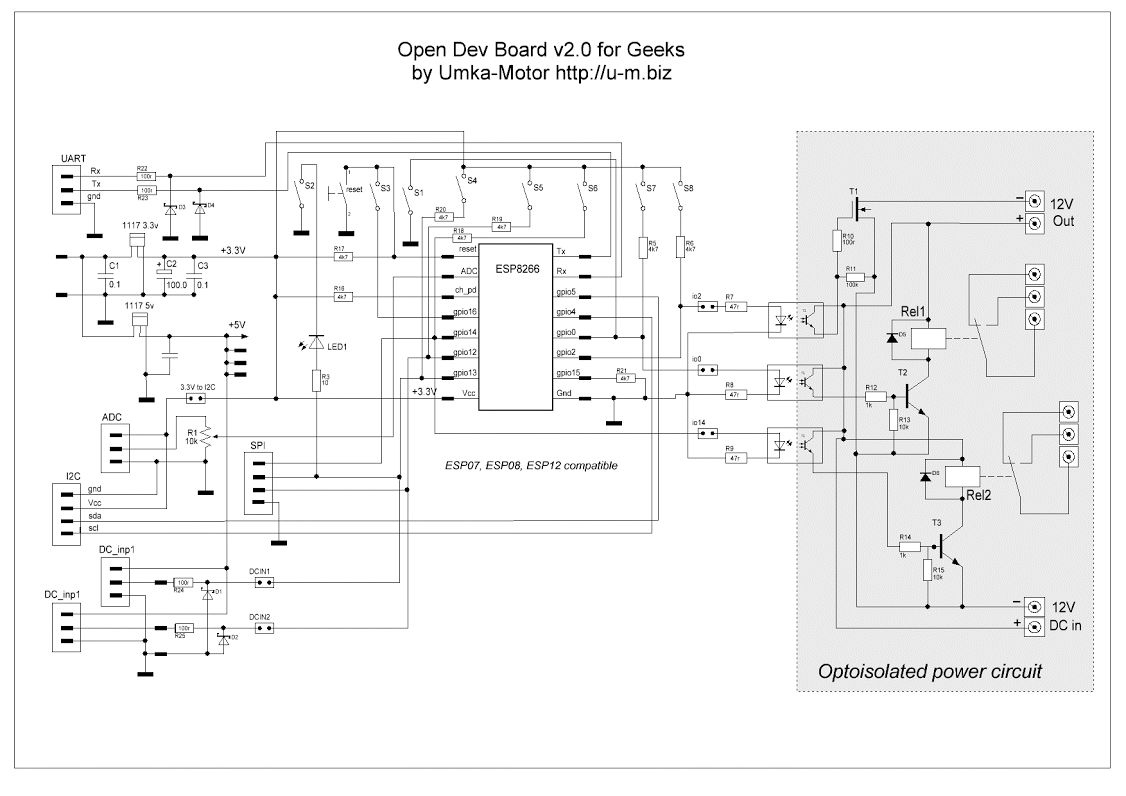 Open Dev Board v2.0 for Geeks
by Umka-Motor http://u-m.biz
UART
Rx
Tx
gnd
R22
100r
100r
R23
D3
D4
1117 3.3v
+3.3V
C1
0.1
+
C2
100.0
C3
0.1
1117 5v
+5V
3.3V to I2C
ADC
R1
10k
I2C
gnd
Vcc
sda
scl
SPI
DC_inp1
DC_inp1
100r
R24
D1
100r
R25
D2
DCIN1
DCIN2
S2
1
reset
2
S3
S1
S4
S5
S6
S7
S8
R20
4k7
R19
4k7
R18
4k7
R17
4k7
R16
4k7
LED1
R3
10
+3.3V
ESP8266
reset
ADC
ch_pd
gpio16
gpio14
gpio12
gpio13
Vcc
Tx
Rx
gpio5
gpio4
gpio0
gpio2
gpio15
Gnd
R21
4k7
ESP07, ESP08, ESP12 compatible
R5
4k7
R6
4k7
io2
R7
47r
io0
R8
47r
io14
R9
47r
T1
R10
100r
R11
100k
−
12V
+
Out
Rel1
D5
T2
R12
1k
R13
10k
D6
Rel2
T3
R14
1k
R15
10k
−
12V
+
DC in
Optoisolated power circuit